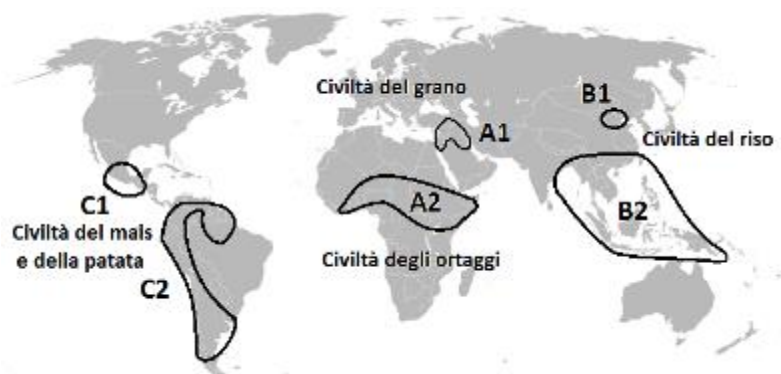 Civiltà del grano
B1
A1
Civiltà del riso
C1
A2
B2
Civiltà del mais
e della patata
Civiltà degli ortaggi
C2